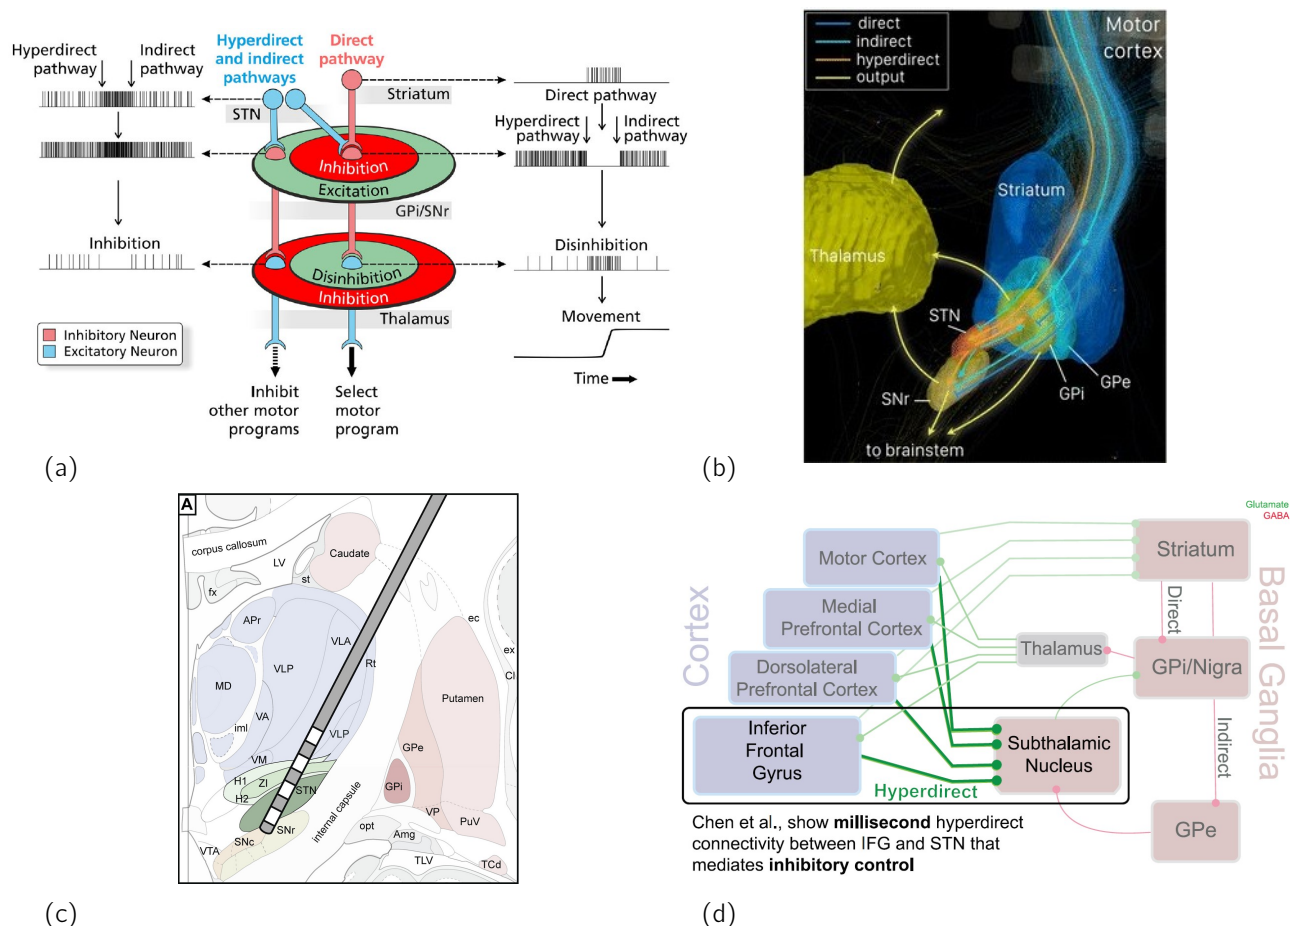 Hyperdirect
pathway
Indirect
pathway
Hyperdirect
and indirect
pathways
Direct
pathway
STN
Striatum
Direct pathway
Hyperdirect
pathway
Indirect
pathway
Inhibition
Excitation
GPi/SNr
Inhibition
Disinhibition
Disinhibition
Inhibition
Thalamus
Movement
Inhibitory Neuron
Excitatory Neuron
Time
Inhibit
other motor
programs
Select
motor
program
(a)
direct
indirect
hyperdirect
output
Motor
cortex
Striatum
Thalamus
STN
GPe
GPi
SNr
to brainstem
(b)
A
corpus callosum
LV
Caudate
st
fx
ec
APr
VLA
ex
VLP
Rt
Cl
MD
Putamen
VA
iml
VLP
GPe
VM
H1
ZI
STN
GPi
H2
internal capsule
VP
SNr
PuV
SNc
opt
Amg
VTA
TLV
TCd
(c)
Glutamate
GABA
Cortex
Motor Cortex
Medial
Prefrontal Cortex
Dorsolateral
Prefrontal Cortex
Inferior
Frontal
Gyrus
Thalamus
Striatum
Direct
GPi/Nigra
Basal Ganglia
Indirect
Subthalamic
Nucleus
Hyperdirect
GPe
Chen et al., show millisecond hyperdirect
connectivity between IFG and STN that
mediates inhibitory control
(d)